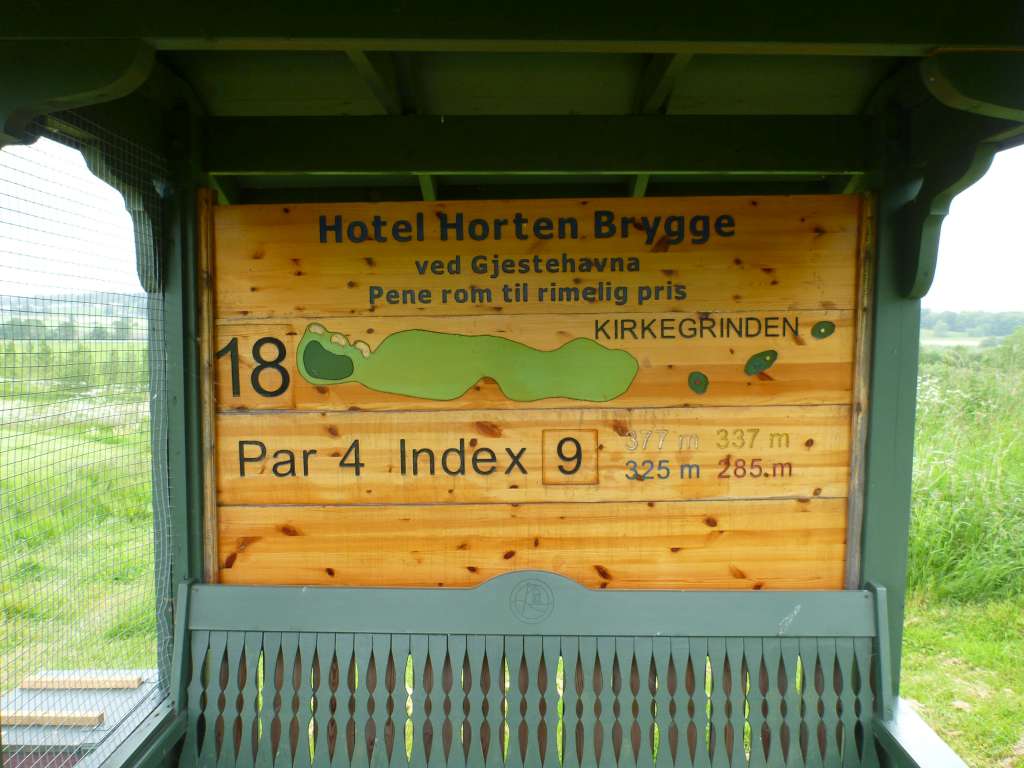 Hotel Horten Brygge
ved Gjestehavna
Pene rom til rimelig pris
KIRKEGRINDEN
18
Par 4 Index 9
377 m 337 m
325 m 285 m